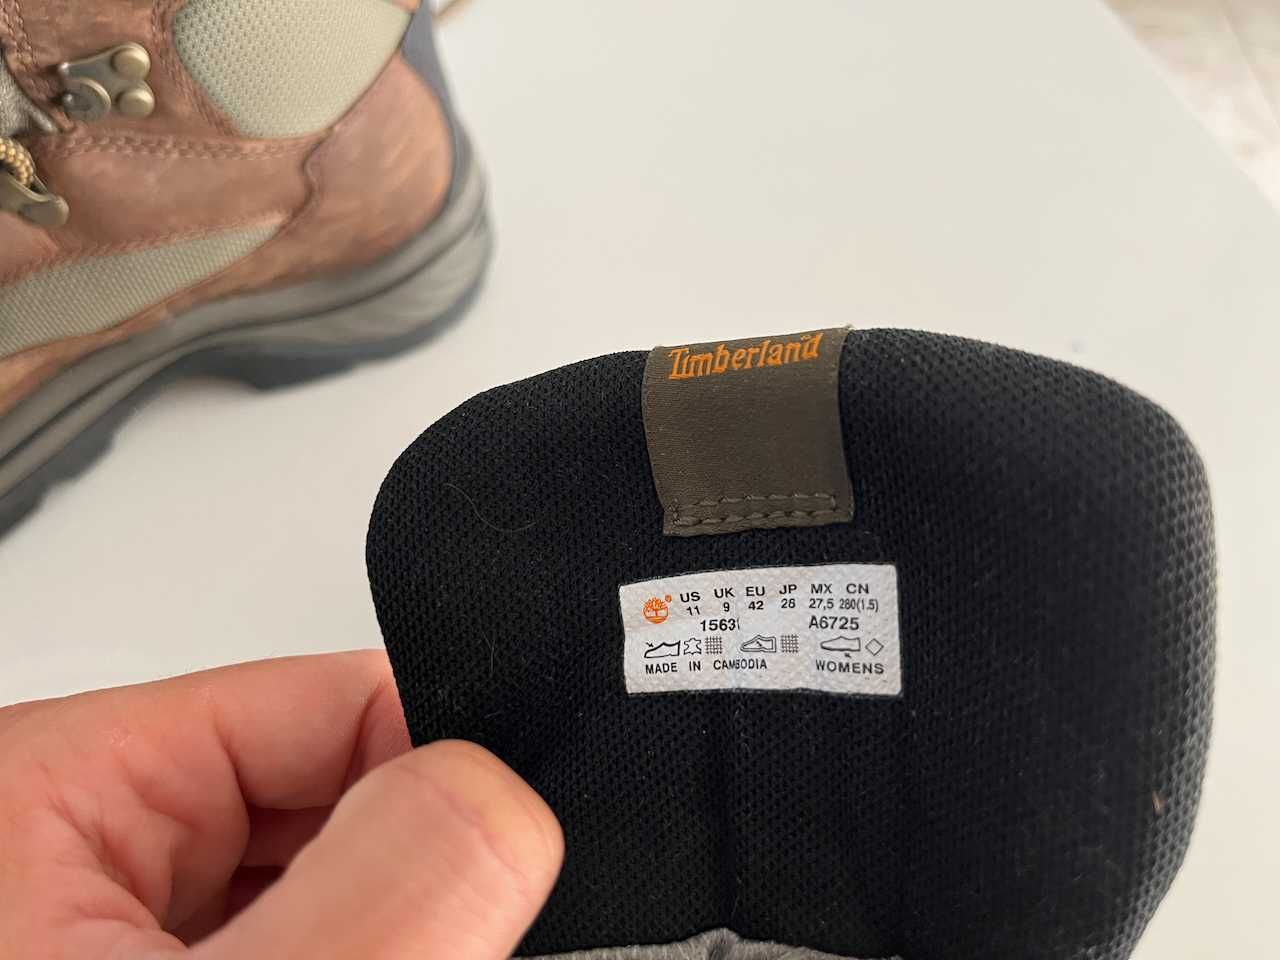 Timberland
US UK EU JP MX CN
11 9 42 28 27,5 280(1.5)
A6725
MADE IN CAMBODIA WOMENS